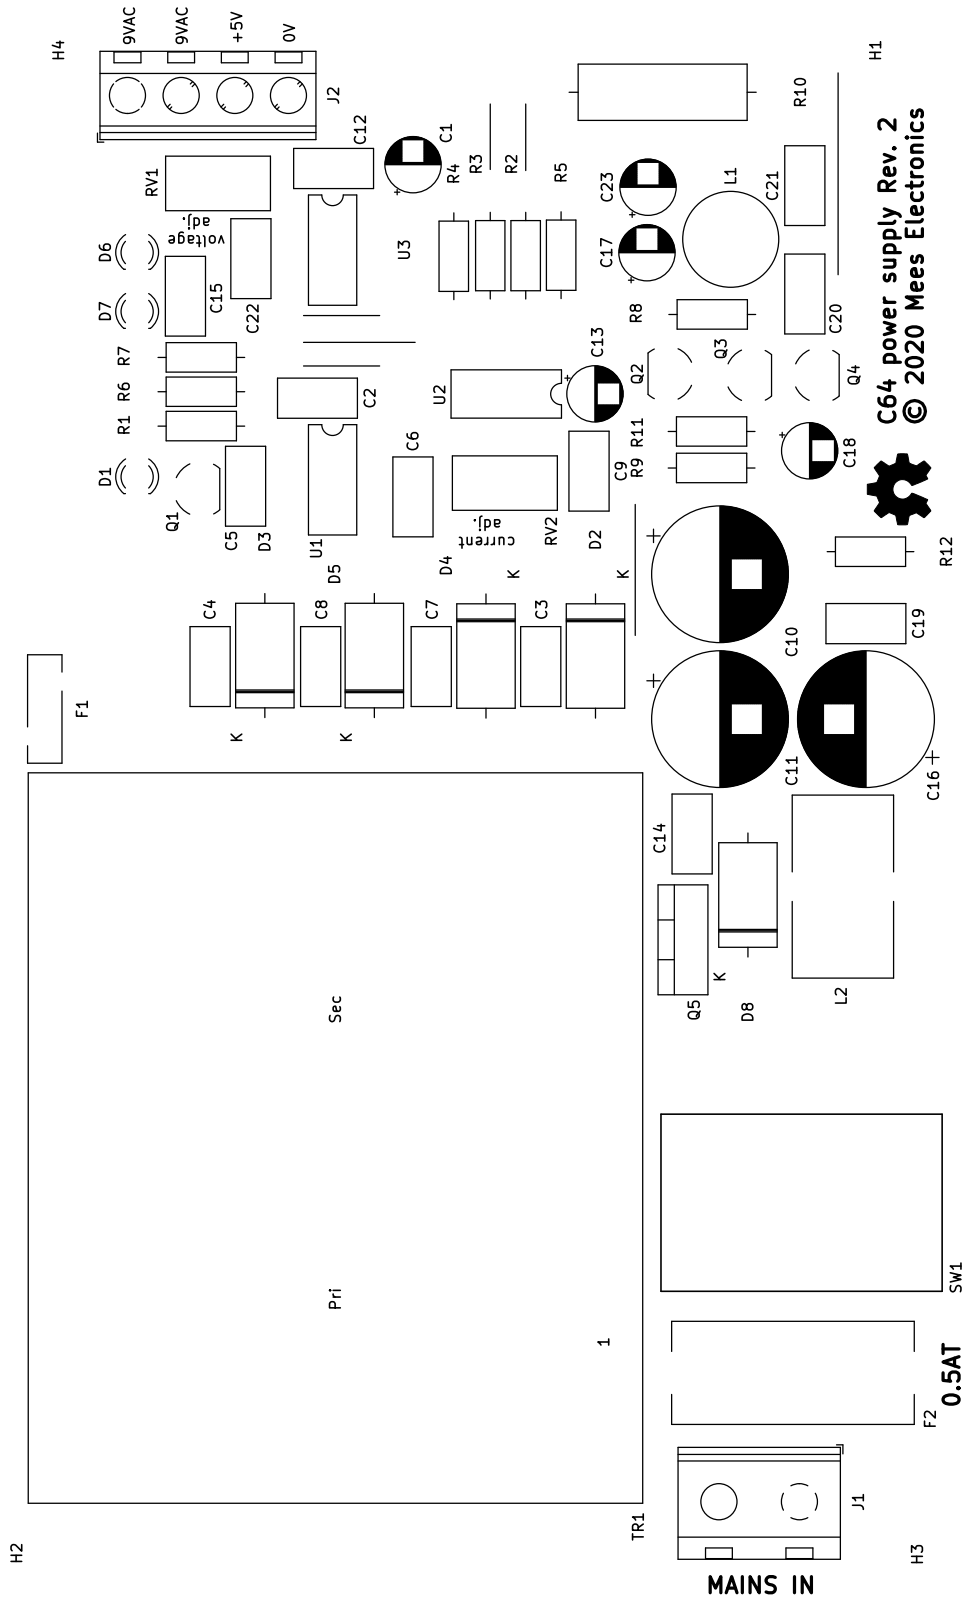 H4
9VAC
9VAC
+5V
0V
H1
J2
R10
C12
C1
R4
R3
R2
R5
RV1
voltage
adj.
C23
L1
C21
C64 power supply Rev. 2
© 2020 Mees Electronics
D6
U3
C17
D7
C15
C22
R8
C20
R7
C13
Q3
R6
C2
U2
Q2
Q4
R1
C6
R11
C18
D1
C9
R9
Q1
C5
D3
U1
current
adj.
RV2
D2
R12
D5
D4
K
K
C4
C8
C7
C3
C10
C19
F1
K
K
C11
C16
C14
Sec
K
Q5
D8
L2
Pri
SW1
1
0.5AT
F2
J1
TR1
H2
H3
MAINS IN